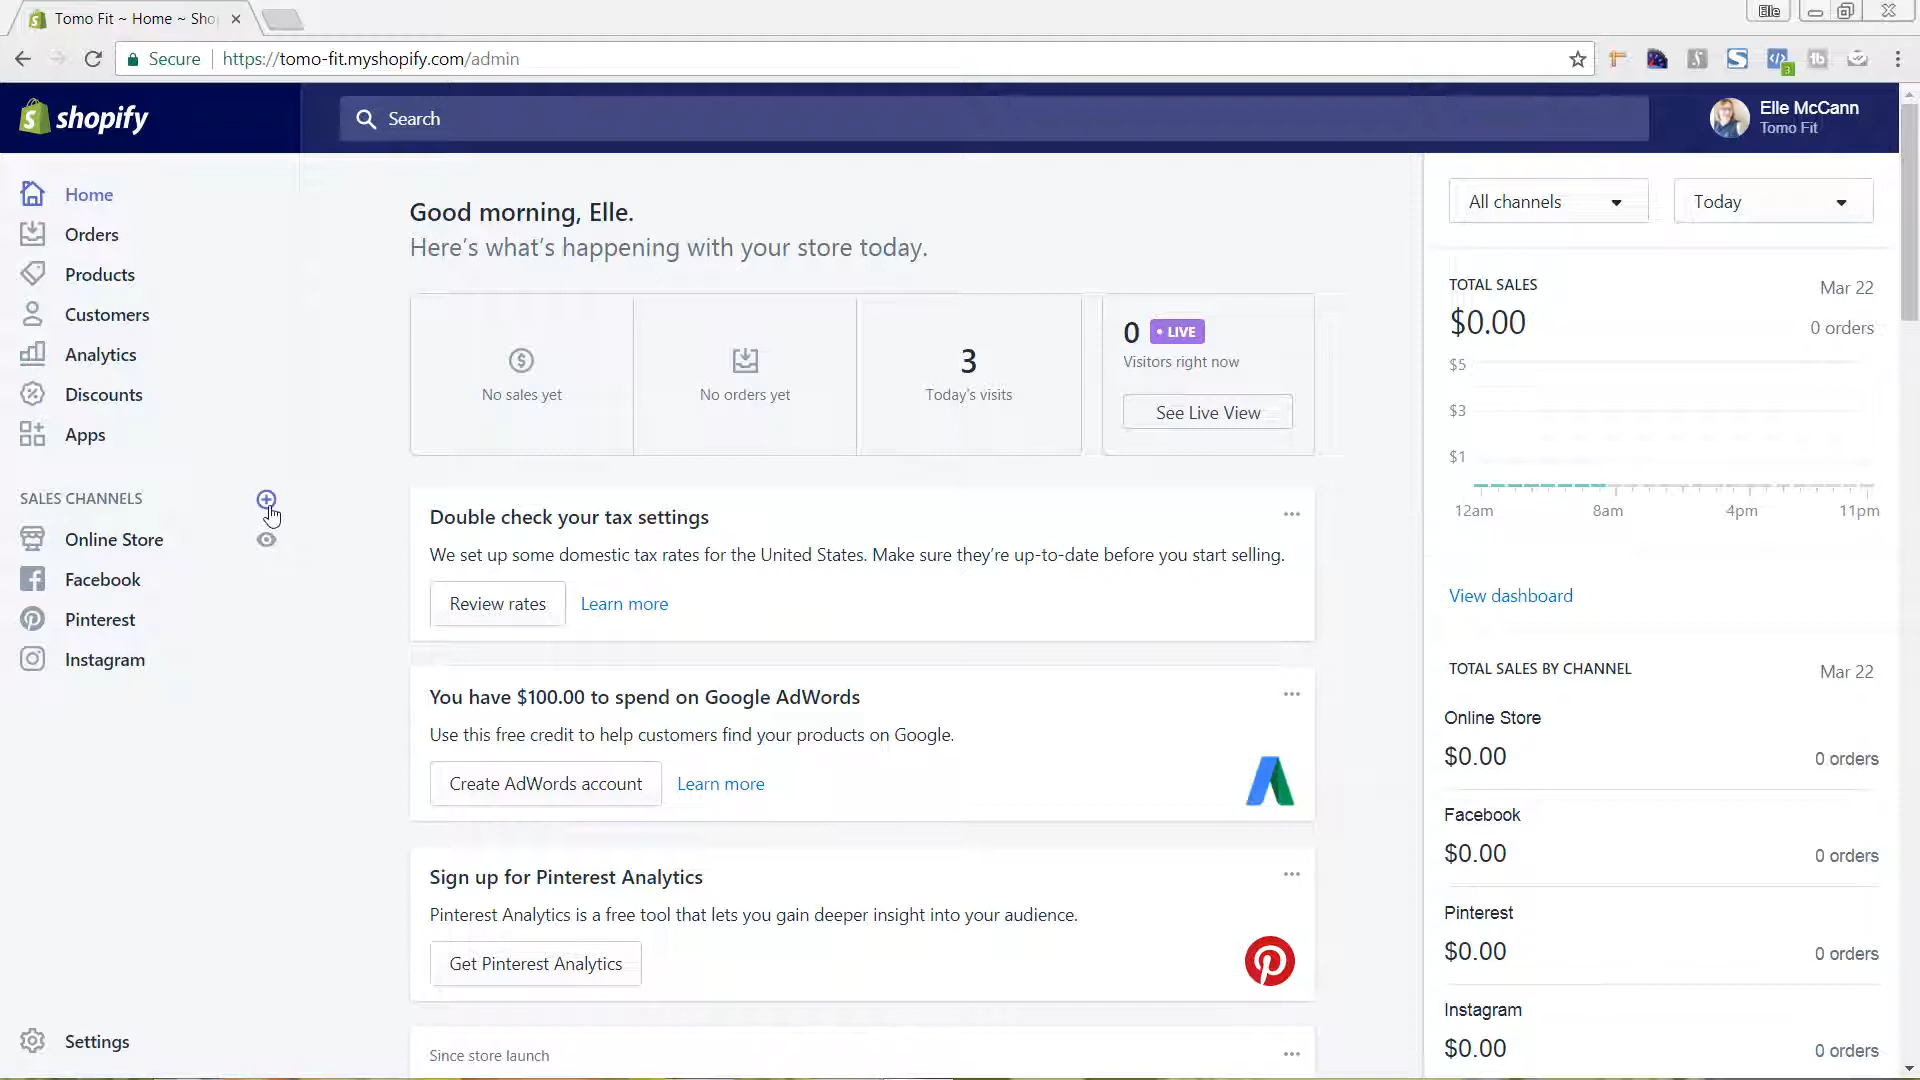 Tomo Fit ~ Home ~ Sho
Elle
Secure
https://tomo-fit.myshopify.com/admin
3
shopify
Search
Elle McCann
Tomo Fit
Home
Orders
Products
Customers
Analytics
Discounts
Apps
SALES CHANNELS
Online Store
Facebook
Pinterest
Instagram
Settings
Good morning, Elle.
Here's what's happening with your store today.
No sales yet
No orders yet
3
Today's visits
0 • LIVE
Visitors right now
See Live View
Double check your tax settings
We set up some domestic tax rates for the United States. Make sure they're up-to-date before you start selling.
Review rates Learn more
You have $100.00 to spend on Google AdWords
Use this free credit to help customers find your products on Google.
Create AdWords account Learn more
Sign up for Pinterest Analytics
Pinterest Analytics is a free tool that lets you gain deeper insight into your audience.
Get Pinterest Analytics
Since store launch
All channels
Today
TOTAL SALES Mar 22
$0.00 0 orders
$5
$3
$1
12am 8am 4pm 11pm
View dashboard
TOTAL SALES BY CHANNEL Mar 22
Online Store
$0.00 0 orders
Facebook
$0.00 0 orders
Pinterest
$0.00 0 orders
Instagram
$0.00 0 orders